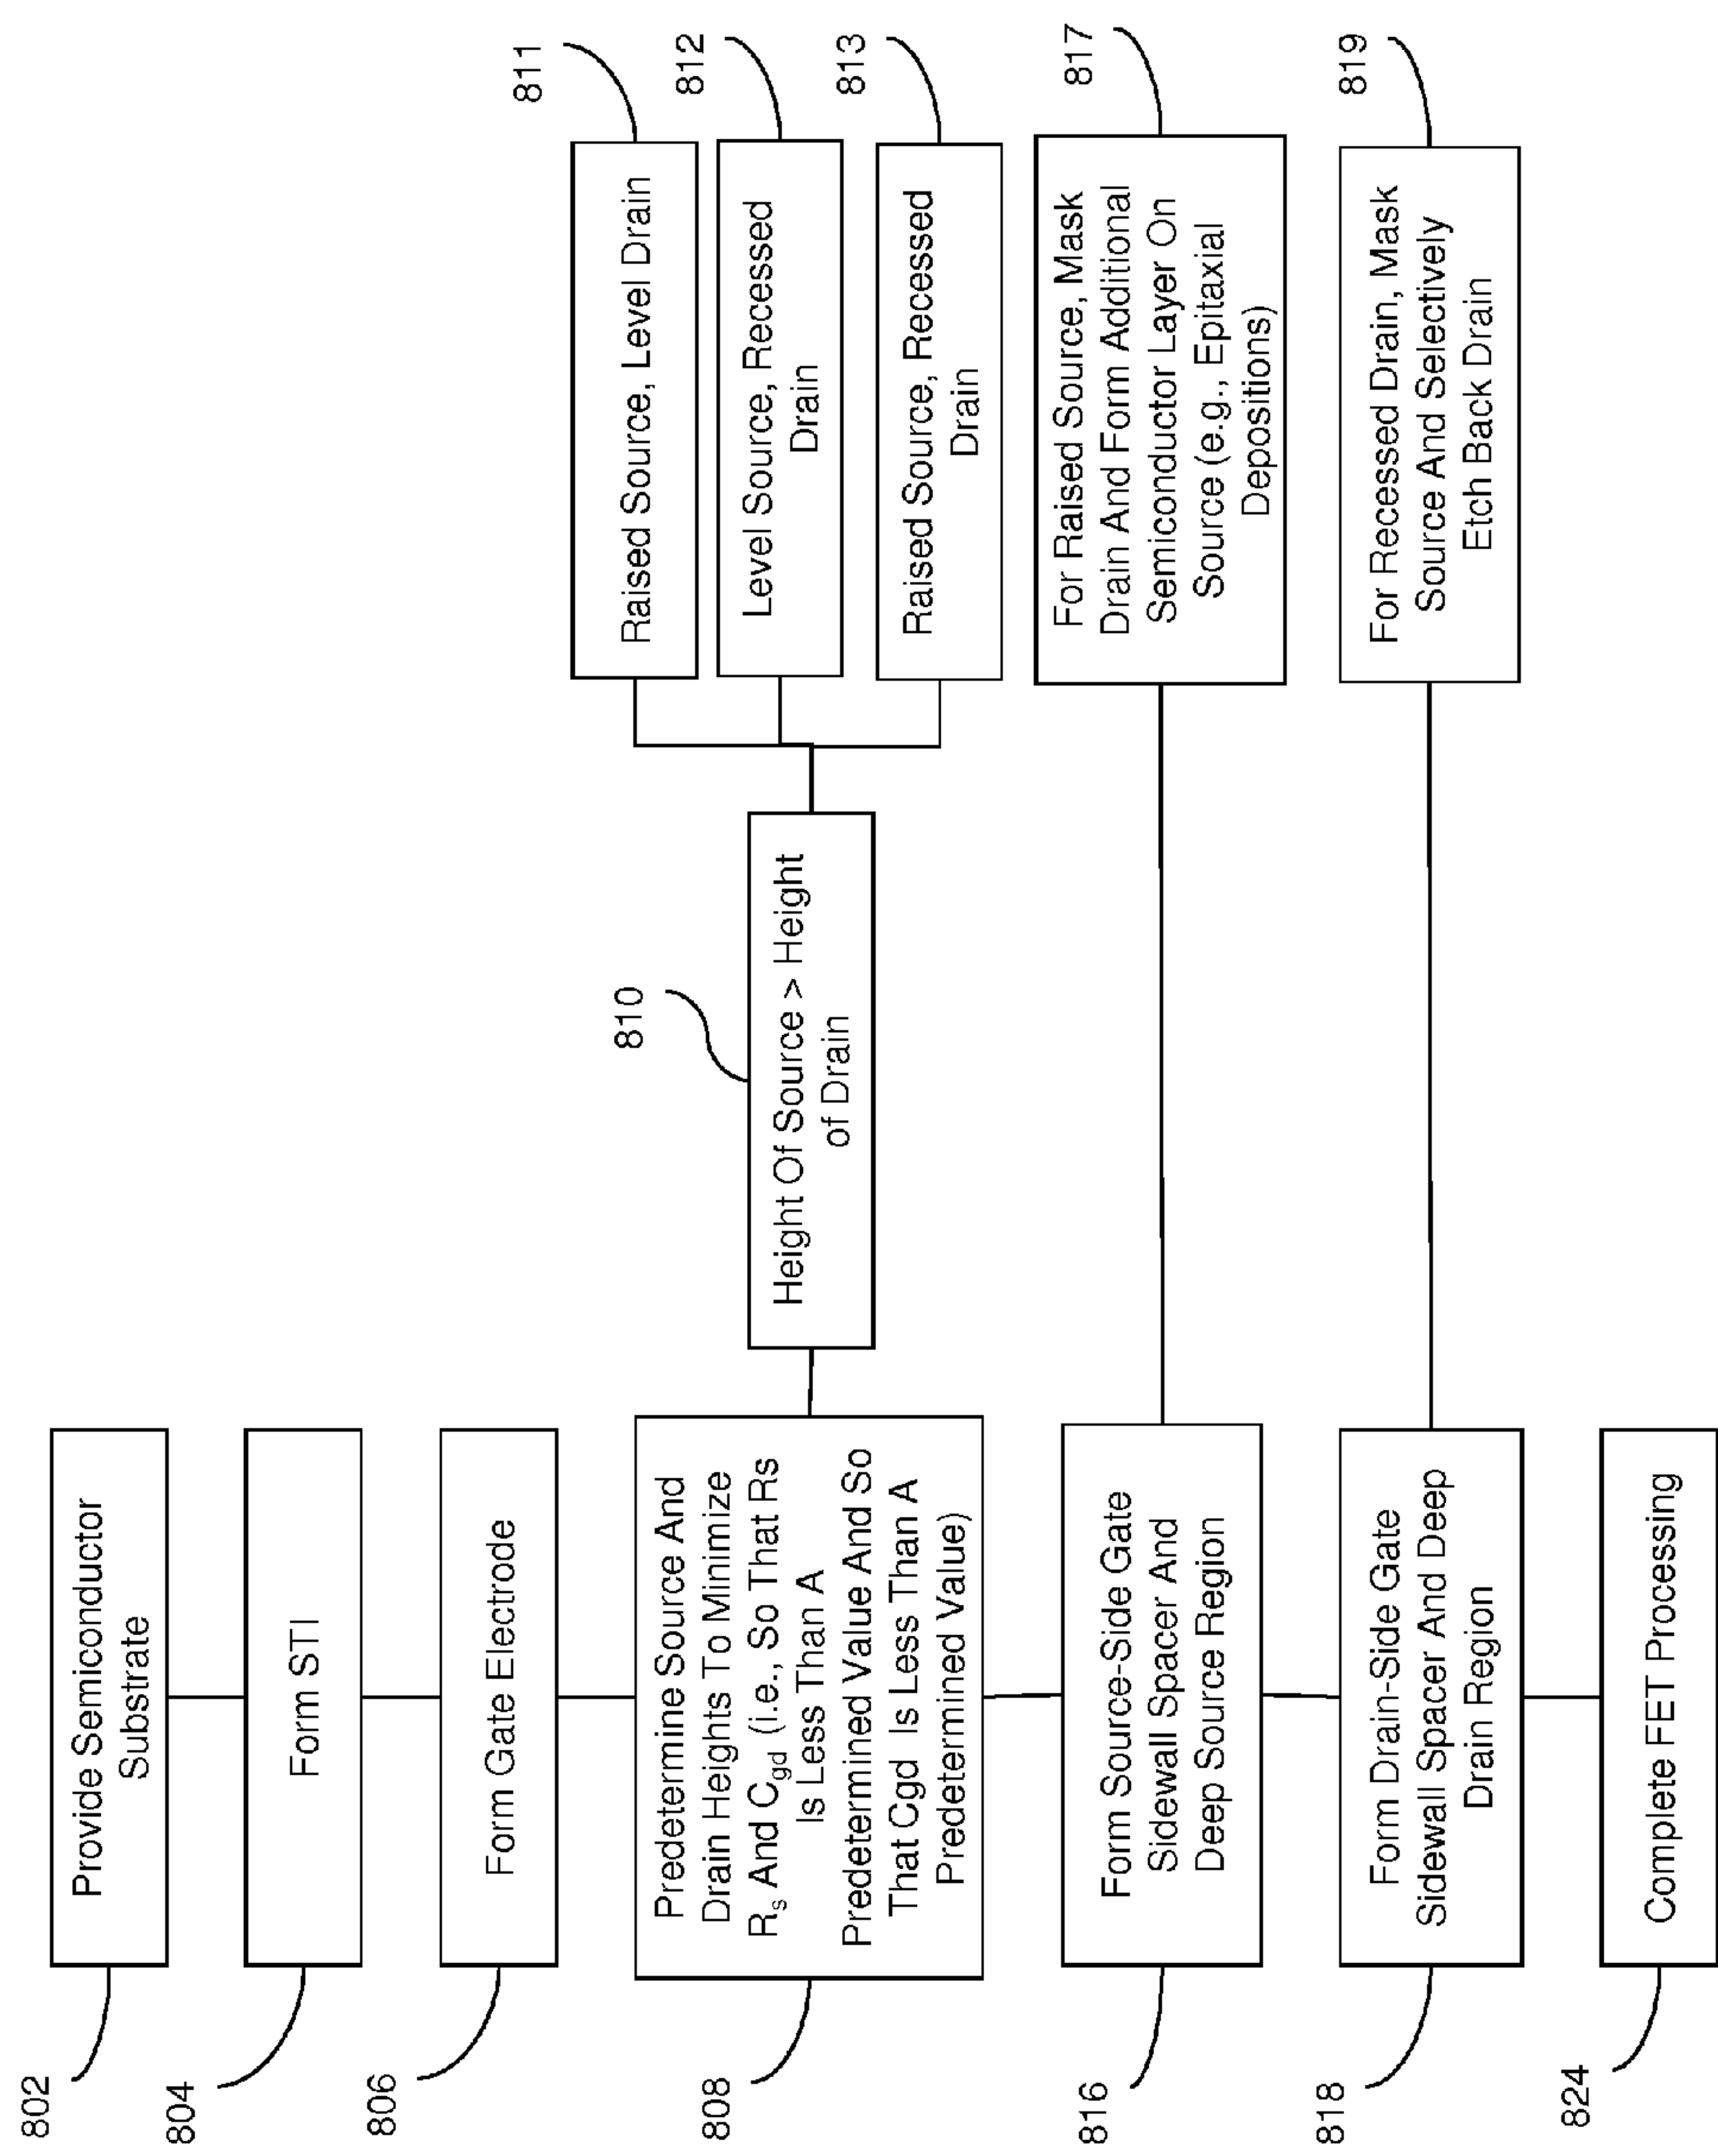 802
Provide Semiconductor
Substrate
804
Form STI
806
Form Gate Electrode
808
Predetermine Source And
Drain Heights To Minimize
Rs And Cgd (i.e., So That Rs
Is Less Than A
Predetermined Value And So
That Cgd Is Less Than A
Predetermined Value)
810
Height Of Source > Height
of Drain
811
Raised Source, Level Drain
812
Level Source, Recessed
Drain
813
Raised Source, Recessed
Drain
816
Form Source-Side Gate
Sidewall Spacer And
Deep Source Region
817
For Raised Source, Mask
Drain And Form Additional
Semiconductor Layer On
Source (e.g., Epitaxial
Depositions)
818
Form Drain-Side Gate
Sidewall Spacer And Deep
Drain Region
819
For Recessed Drain, Mask
Source And Selectively
Etch Back Drain
824
Complete FET Processing